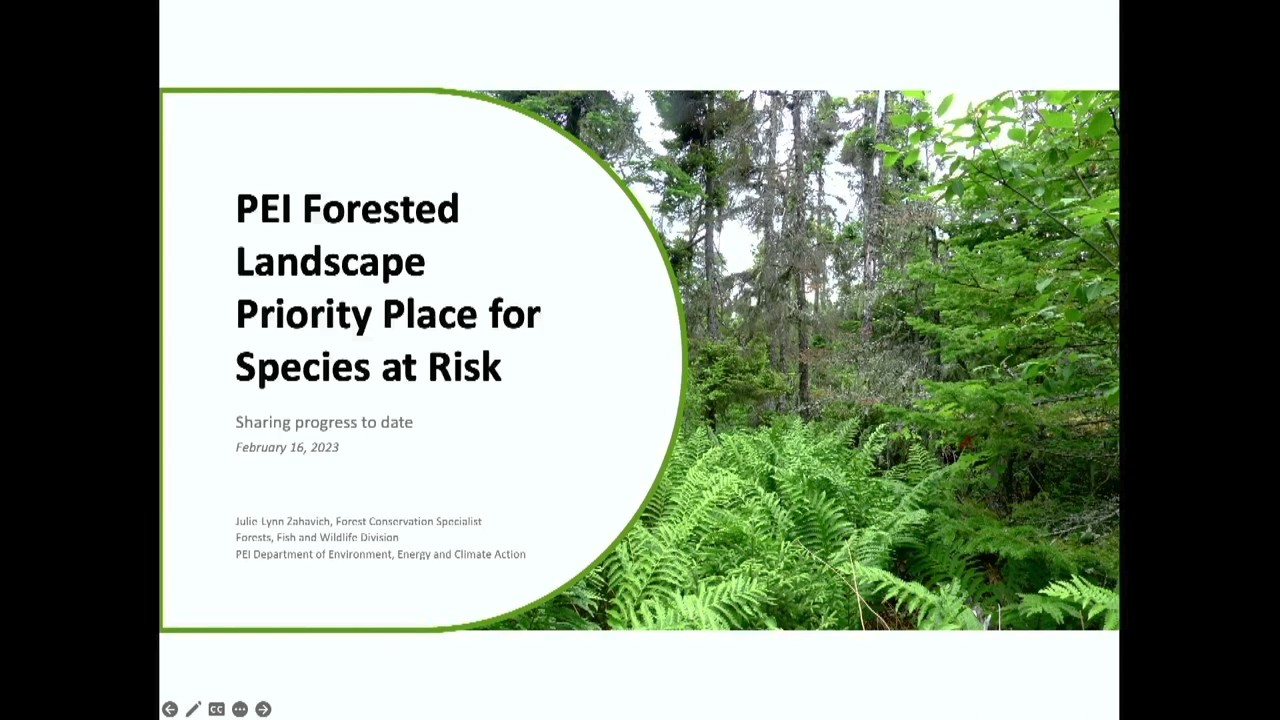 PEI Forested
Landscape
Priority Place for
Species at Risk
Sharing progress to date
February 16, 2023
Julie-Lynn Zahavich, Forest Conservation Specialist
Forests, Fish and Wildlife Division
PEI Department of Environment, Energy and Climate Action
CC